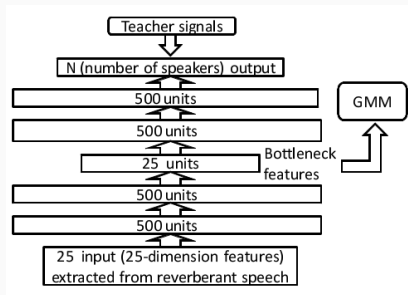 Teacher signals
N (number of speakers) output
500 units
GMM
500 units
25 units
Bottleneck
features
500 units
500 units
25 input (25-dimension features)
extracted from reverberant speech